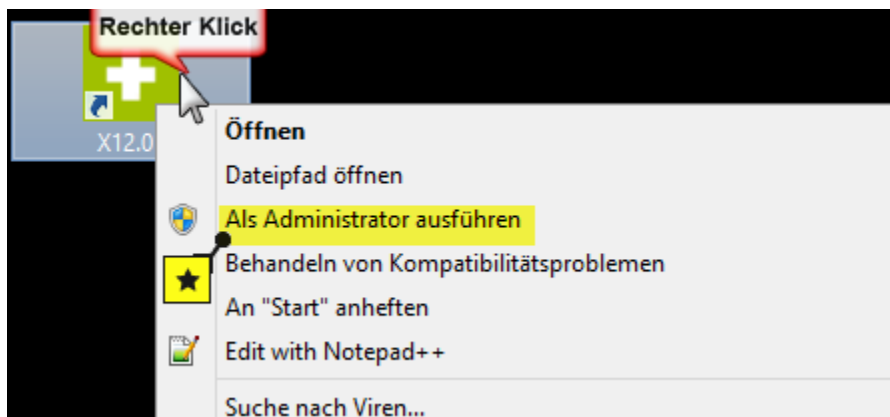 Rechter Klick
X12.0
Öffnen
Dateipfad öffnen
Als Administrator ausführen
Behandeln von Kompatibilitätsproblemen
An "Start" anheften
Edit with Notepad++
Suche nach Viren...